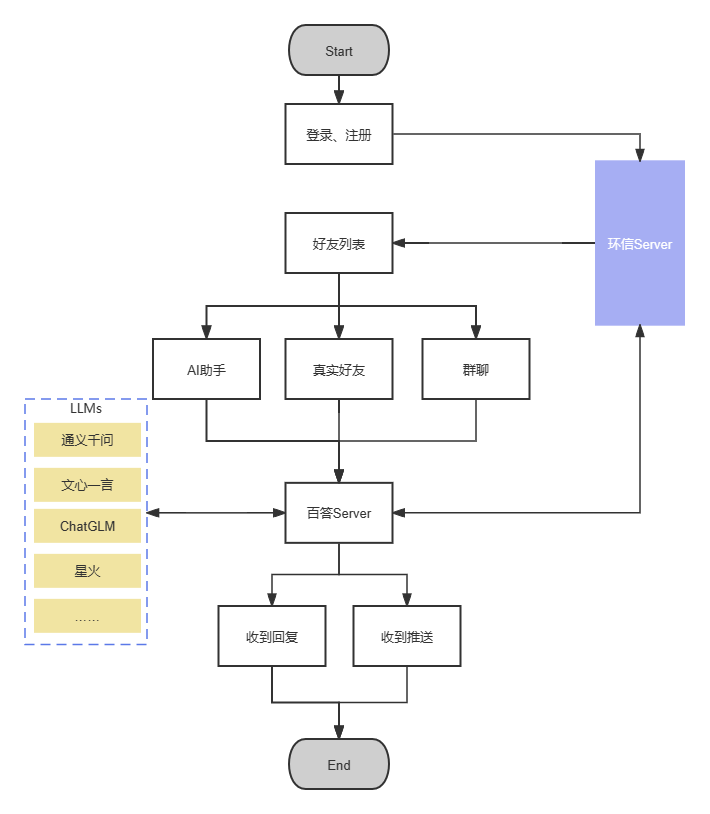 Start
登录、注册
环信Server
好友列表
AI助手
真实好友
群聊
LLMs
通义千问
文心一言
ChatGLM
星火
……
百答Server
收到回复
收到推送
End